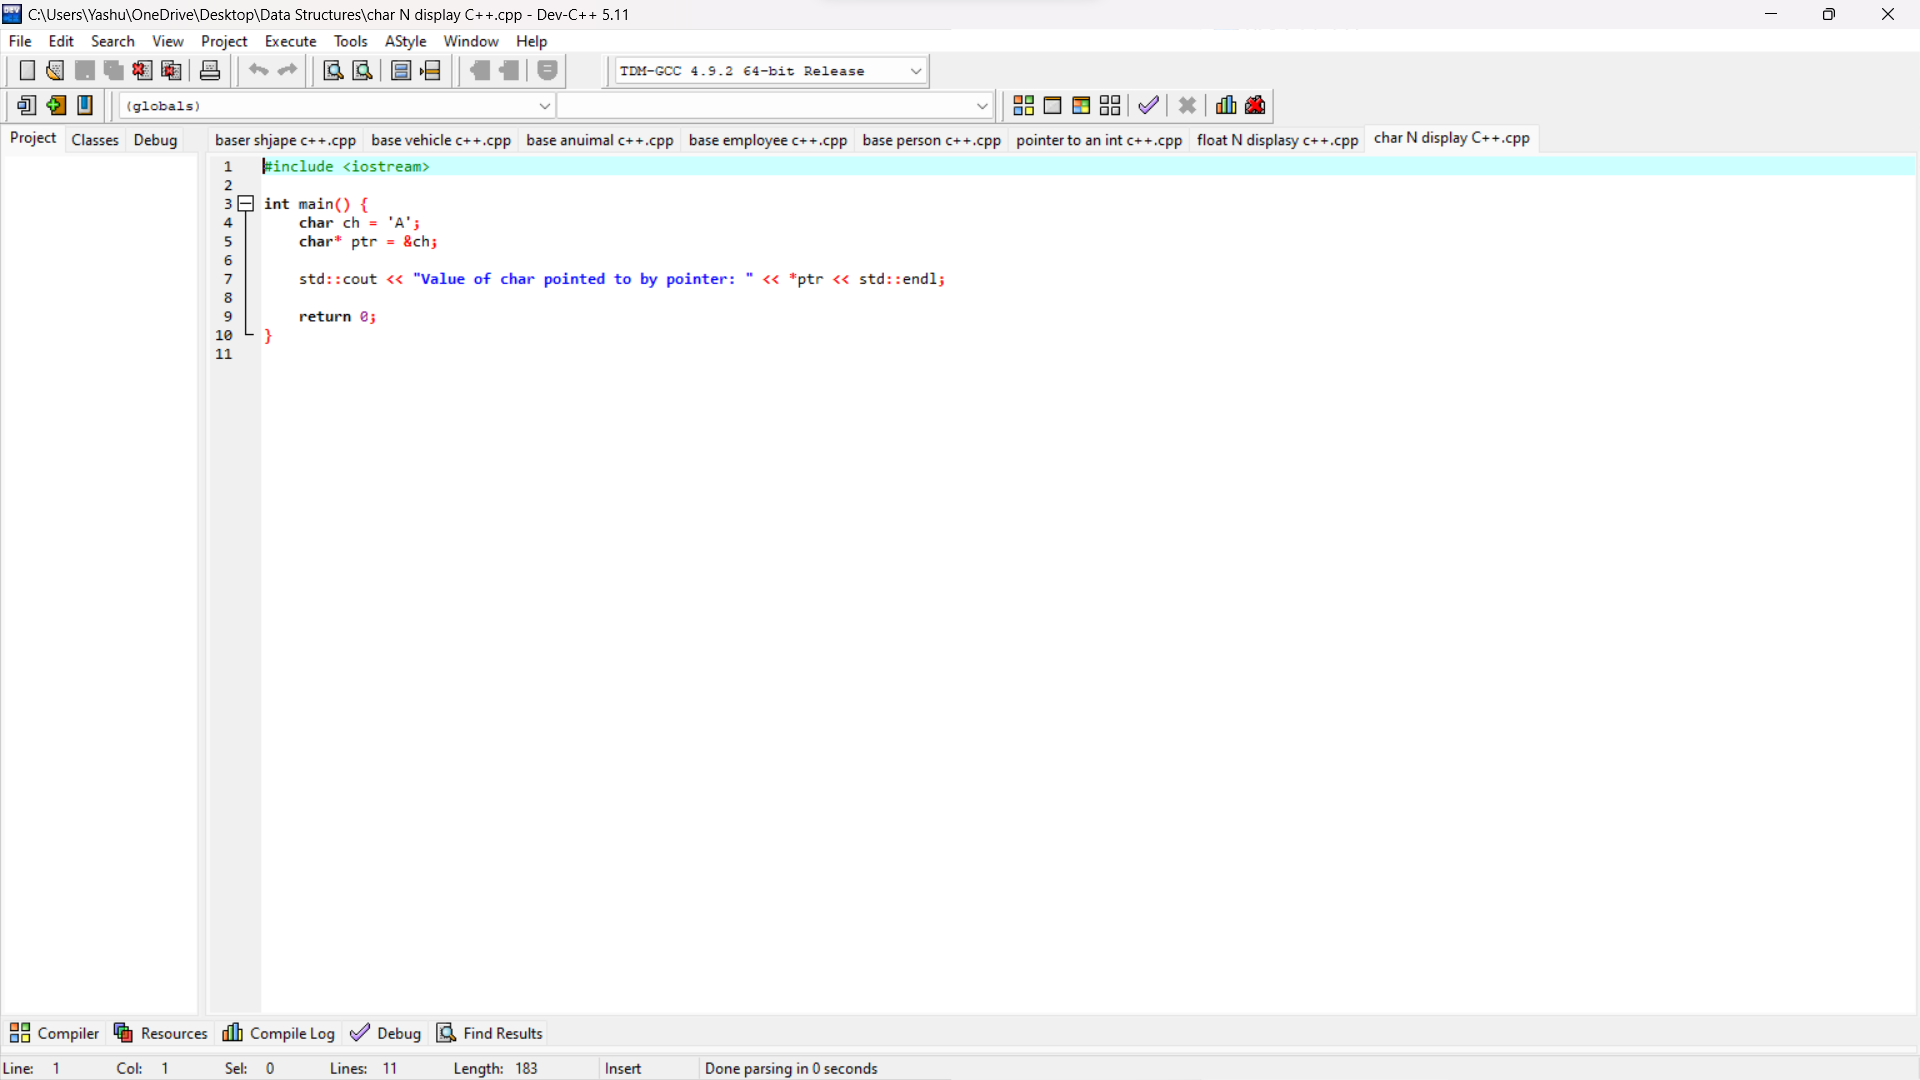 C:\Users\Yashu\OneDrive\Desktop\Data Structures\char N display C++.cpp - Dev-C++ 5.11
File Edit Search View Project Execute Tools AStyle Window Help
TDM-GCC 4.9.2 64-bit Release
(globals)
Project Classes Debug baser shjape c++.cpp base vehicle c++.cpp base anuimal c++.cpp base employee c++.cpp base person c++.cpp pointer to an int c++.cpp float N displasy c++.cpp char N display C++.cpp
1 #include <iostream>
2
3 int main() {
4 char ch = 'A';
5 char* ptr = &ch;
6
7 std::cout << "Value of char pointed to by pointer: " << *ptr << std::endl;
8
9 return 0;
10 }
11
Compiler Resources Compile Log Debug Find Results
Line: 1 Col: 1 Sel: 0 Lines: 11 Length: 183 Insert Done parsing in 0 seconds